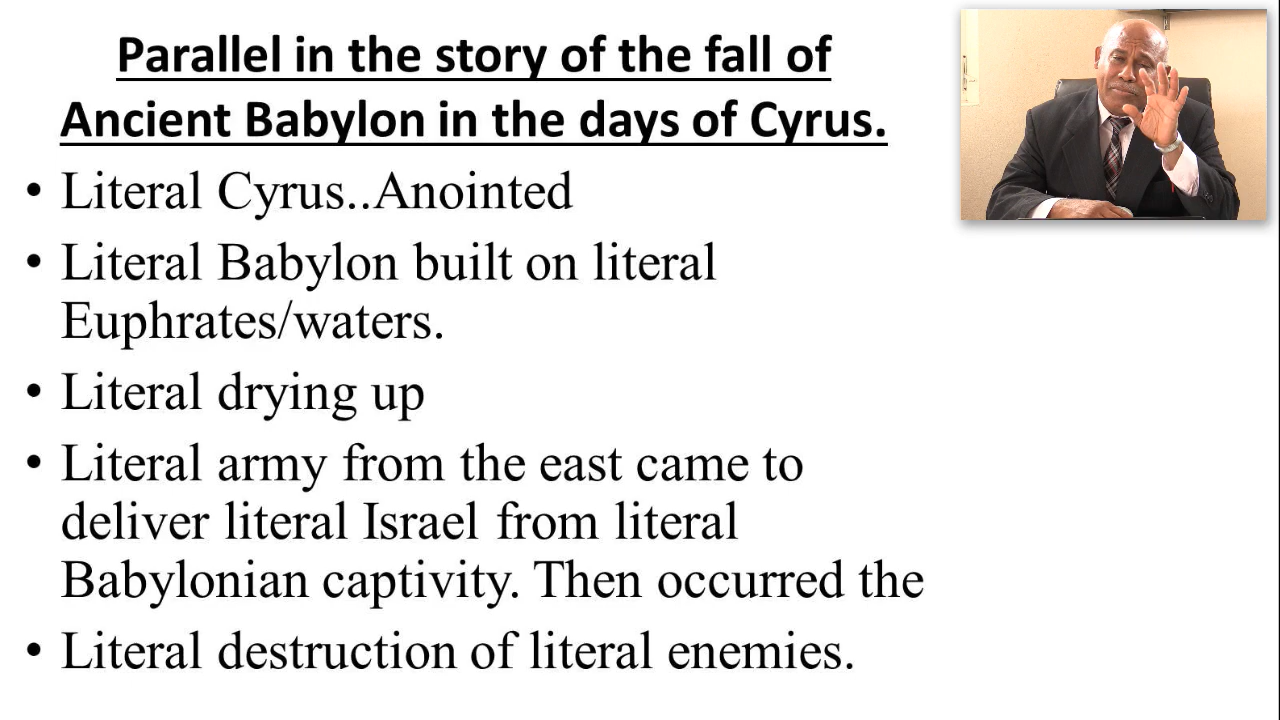 Parallel in the story of the fall of
Ancient Babylon in the days of Cyrus.
• Literal Cyrus..Anointed
• Literal Babylon built on literal
Euphrates/waters.
• Literal drying up
• Literal army from the east came to
deliver literal Israel from literal
Babylonian captivity. Then occurred the
• Literal destruction of literal enemies.